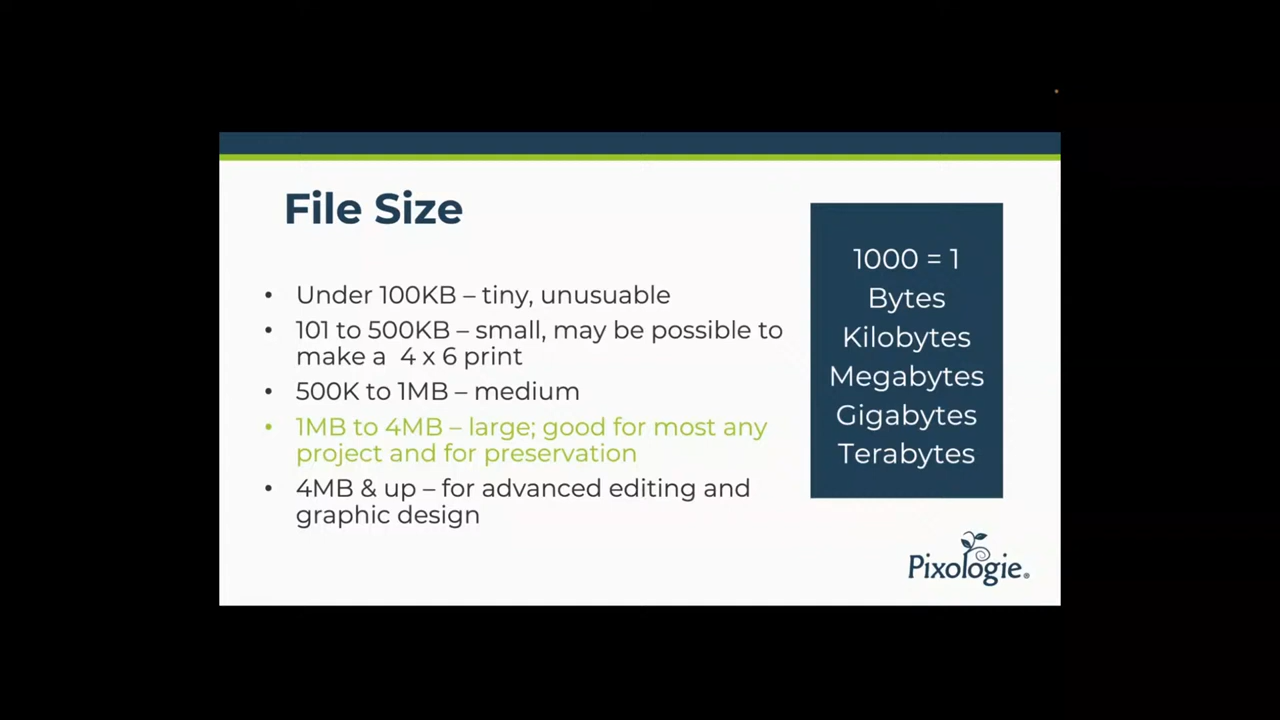 File Size
• Under 100KB – tiny, unusuable
• 101 to 500KB – small, may be possible to
make a 4 x 6 print
• 500K to 1MB – medium
• 1MB to 4MB – large; good for most any
project and for preservation
• 4MB & up – for advanced editing and
graphic design
1000 = 1
Bytes
Kilobytes
Megabytes
Gigabytes
Terabytes
Pixologie®